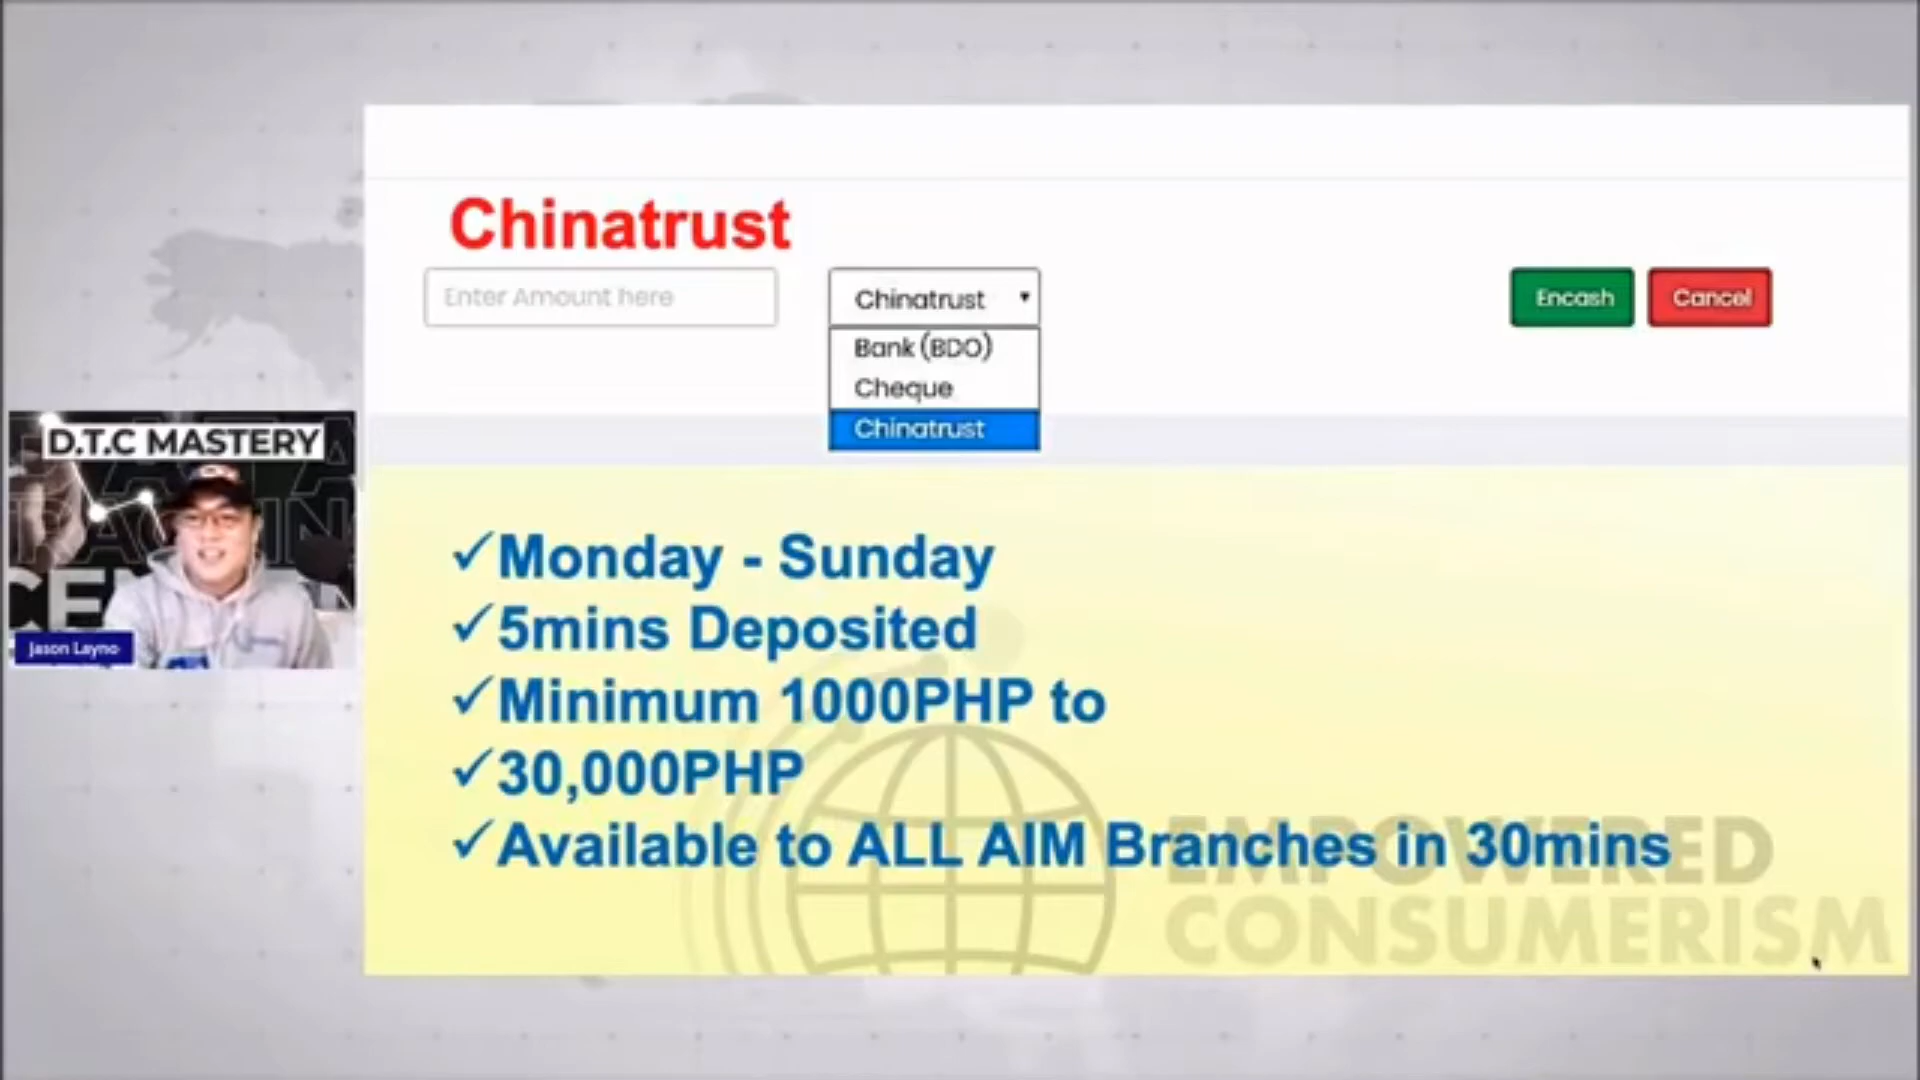 Chinatrust
Enter Amount here
Chinatrust
Encash
Cancel
Bank (BDO)
Cheque
Chinatrust
D.T.C MASTERY
Jason Layno
✓Monday - Sunday
✓5mins Deposited
✓Minimum 1000PHP to
✓30,000PHP
✓Available to ALL AIM Branches in 30mins
EMPOWERED
CONSUMERISM